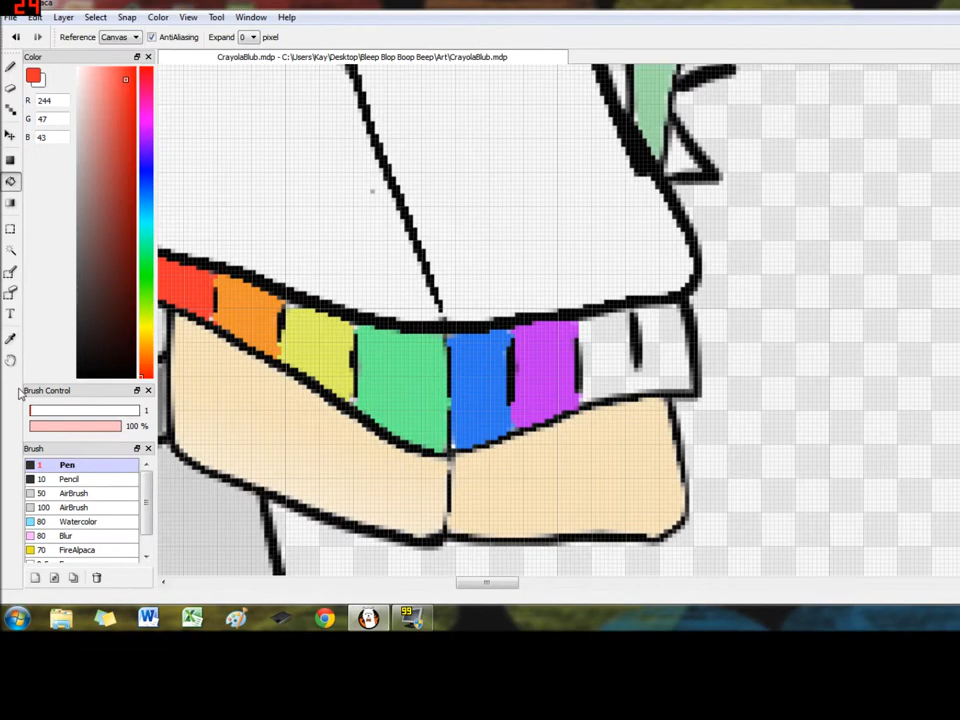 24
File Edit Layer Select Snap Color View Tool Window Help
Reference Canvas AntiAliasing Expand 0 pixel
Color
CrayolaBlub.mdp - C:\Users\Kay\Desktop\Bleep Blop Boop Beep\Art\CrayolaBlub.mdp
R 244
G 47
B 43
T
Brush Control
1
100 %
Brush
1 Pen
10 Pencil
50 AirBrush
100 AirBrush
80 Watercolor
80 Blur
70 FireAlpaca
99